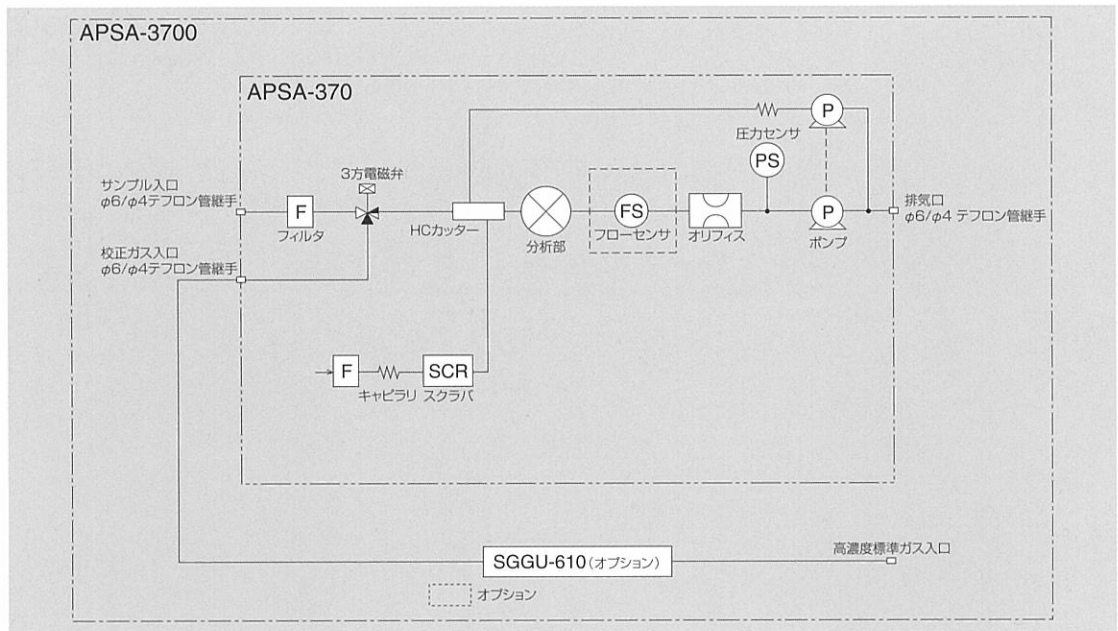 APSA-3700
APSA-370
P
圧力センサ
PS
3方電磁弁
サンプル入口
φ6/φ4テフロン管継手
F
フィルタ
HCカッター
分析部
FS
フローセンサ
オリフィス
P
ポンプ
排気口
φ6/φ4 テフロン管継手
校正ガス入口
φ6/φ4テフロン管継手
F
キャピラリ
SCR
スクラバ
SGGU-610(オプション)
高濃度標準ガス入口
オプション